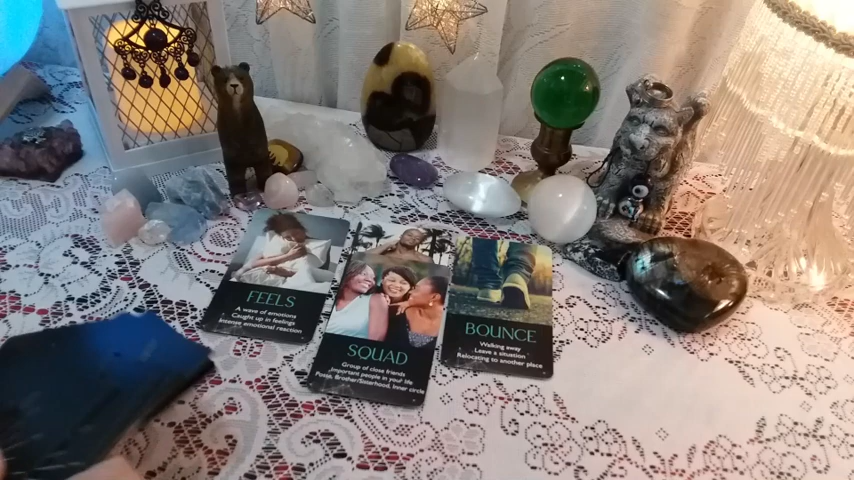 FEELS
A wave of emotions
Caught up in feelings
Intense emotional reaction
SQUAD
Group of close friends
Important people in your life
Posse, Brother/Sisterhood, Inner circle
BOUNCE
Walking away
Leave a situation
Relocating to another place